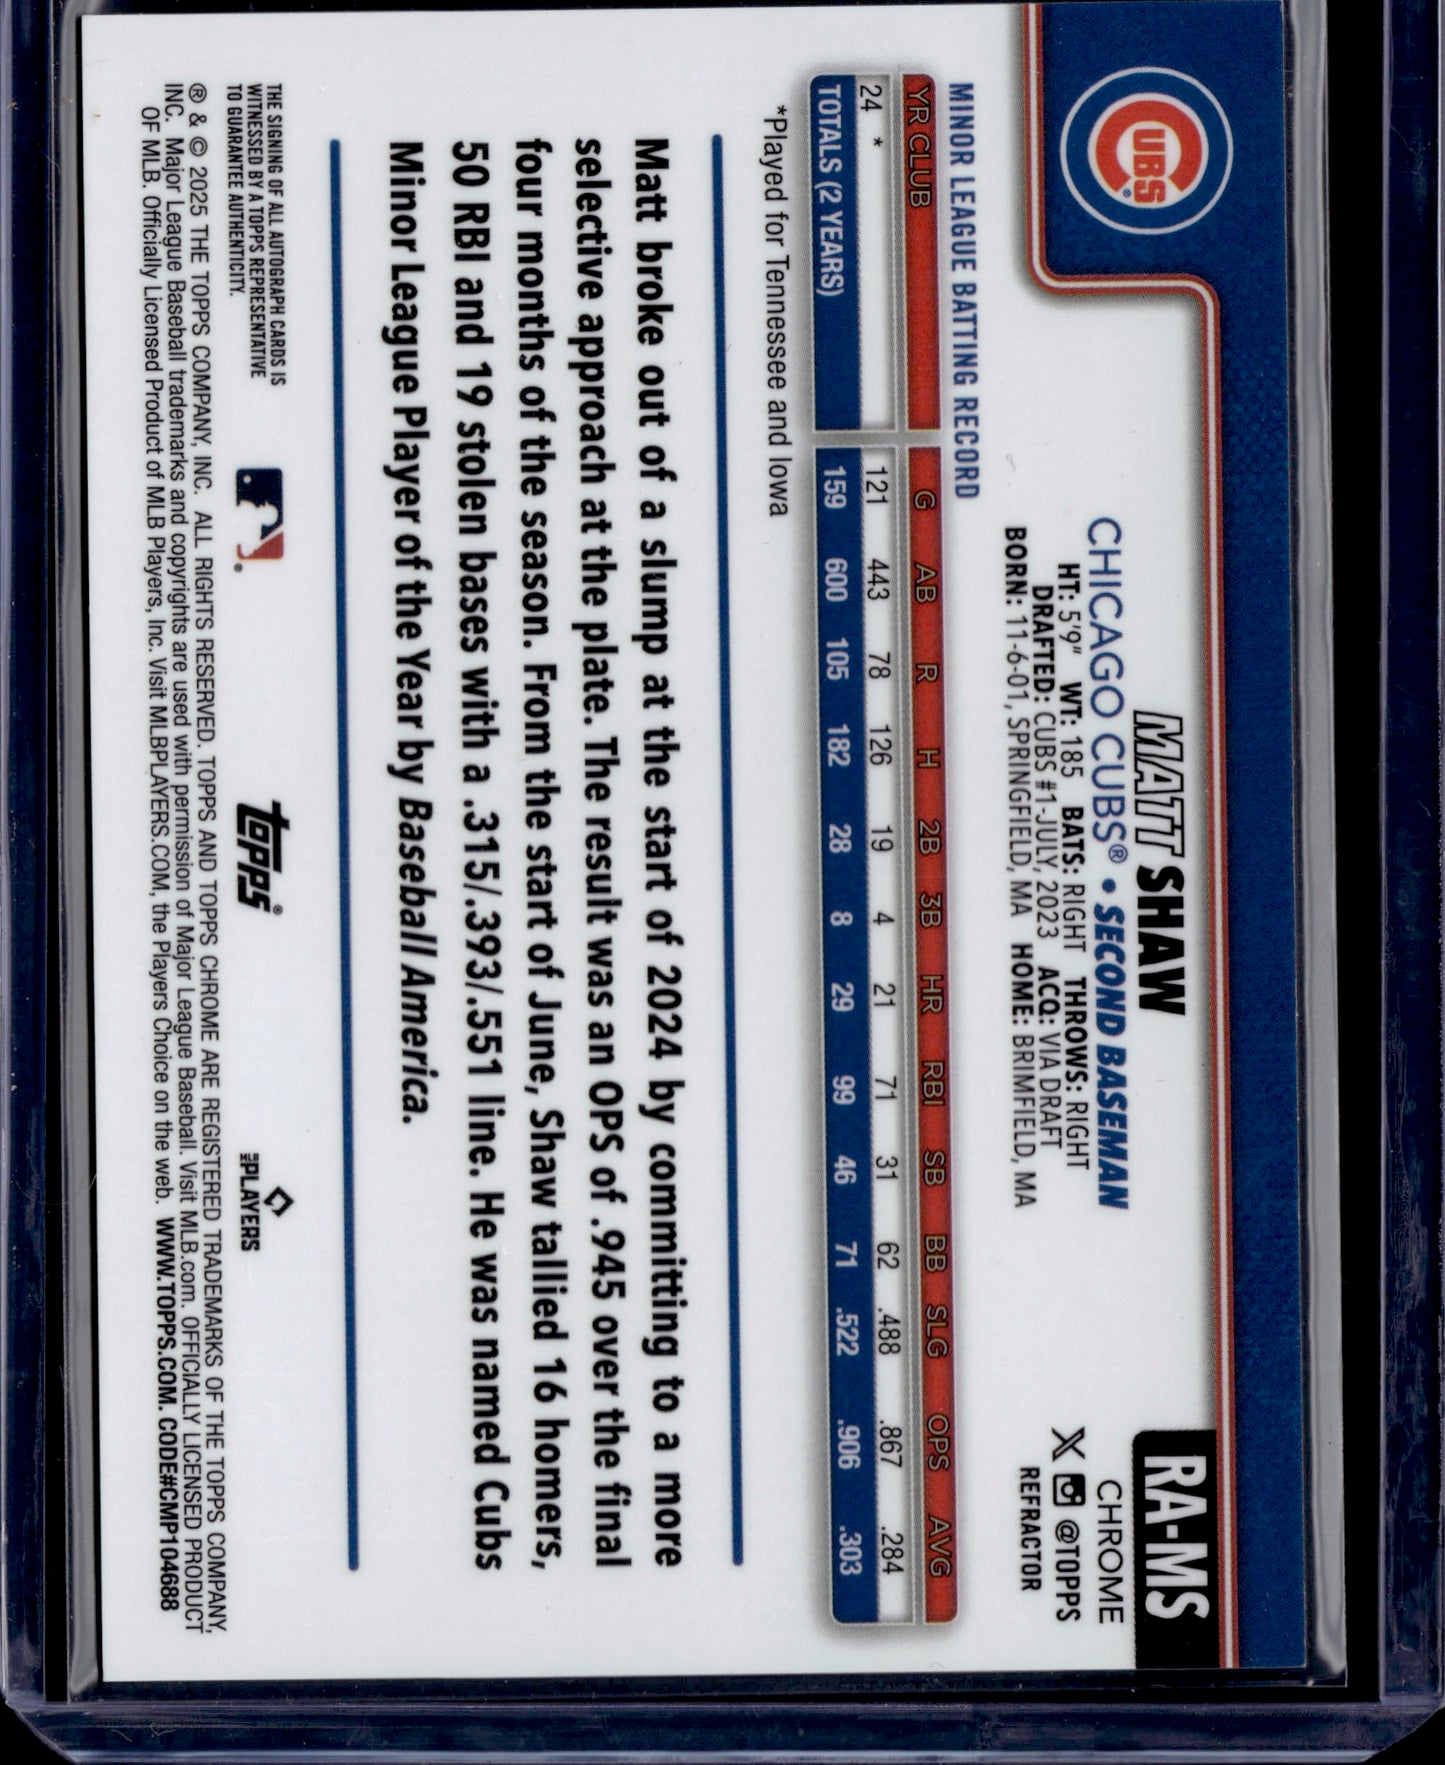 CUBS®
RA-MS
MATT SHAW
CHICAGO CUBS® • SECOND BASEMAN
HT: 5'9" WT: 185 BATS: RIGHT THROWS: RIGHT
DRAFTED: CUBS #1-JULY, 2023 ACQ: VIA DRAFT
BORN: 11-6-01, SPRINGFIELD, MA HOME: BRIMFIELD, MA
CHROME
X @TOPPS
REFRACTOR
MINOR LEAGUE BATTING RECORD
YR CLUB G AB R H 2B 3B HR RBI SB BB SLG OPS AVG
24 * 121 443 78 126 19 4 21 71 31 62 .488 .867 .284
TOTALS (2 YEARS) 159 600 105 182 28 8 29 99 46 71 .522 .906 .303
*Played for Tennessee and Iowa
Matt broke out of a slump at the start of 2024 by committing to a more
selective approach at the plate. The result was an OPS of .945 over the final
four months of the season. From the start of June, Shaw tallied 16 homers,
50 RBI and 19 stolen bases with a .315/.393/.551 line. He was named Cubs
Minor League Player of the Year by Baseball America.
THE SIGNING OF ALL AUTOGRAPH CARDS IS
WITNESSED BY A TOPPS REPRESENTATIVE
TO GUARANTEE AUTHENTICITY.
topps®
THE PLAYERS
® & © 2025 THE TOPPS COMPANY, INC. ALL RIGHTS RESERVED. TOPPS AND TOPPS CHROME ARE REGISTERED TRADEMARKS OF THE TOPPS COMPANY,
INC. Major League Baseball trademarks and copyrights are used with permission of Major League Baseball. Visit MLB.com. OFFICIALLY LICENSED PRODUCT
OF MLB. Officially Licensed Product of MLB Players, Inc. Visit MLBPLAYERS.COM, the Players Choice on the web. WWW.TOPPS.COM. CODE#CMP104688